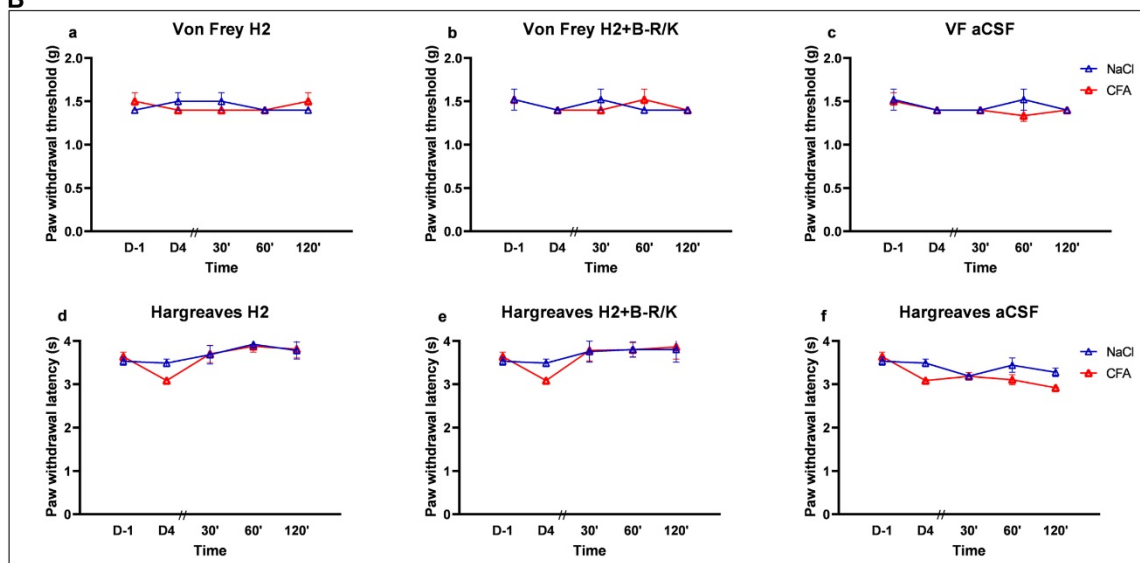 B
a Von Frey H2
Paw withdrawal threshold (g)
2.0
1.5
1.0
0.5
0.0
D-1 D4 30' 60' 120'
Time
b Von Frey H2+B-R/K
Paw withdrawal threshold (g)
2.0
1.5
1.0
0.5
0.0
D-1 D4 30' 60' 120'
Time
c VF aCSF
Paw withdrawal threshold (g)
2.0
1.5
1.0
0.5
0.0
D-1 D4 30' 60' 120'
Time
NaCl
CFA
d Hargreaves H2
Paw withdrawal latency (s)
4
3
2
1
0
D-1 D4 30' 60' 120'
Time
e Hargreaves H2+B-R/K
Paw withdrawal latency (s)
4
3
2
1
0
D-1 D4 30' 60' 120'
Time
f Hargreaves aCSF
Paw withdrawal latency (s)
4
3
2
1
0
D-1 D4 30' 60' 120'
Time
NaCl
CFA